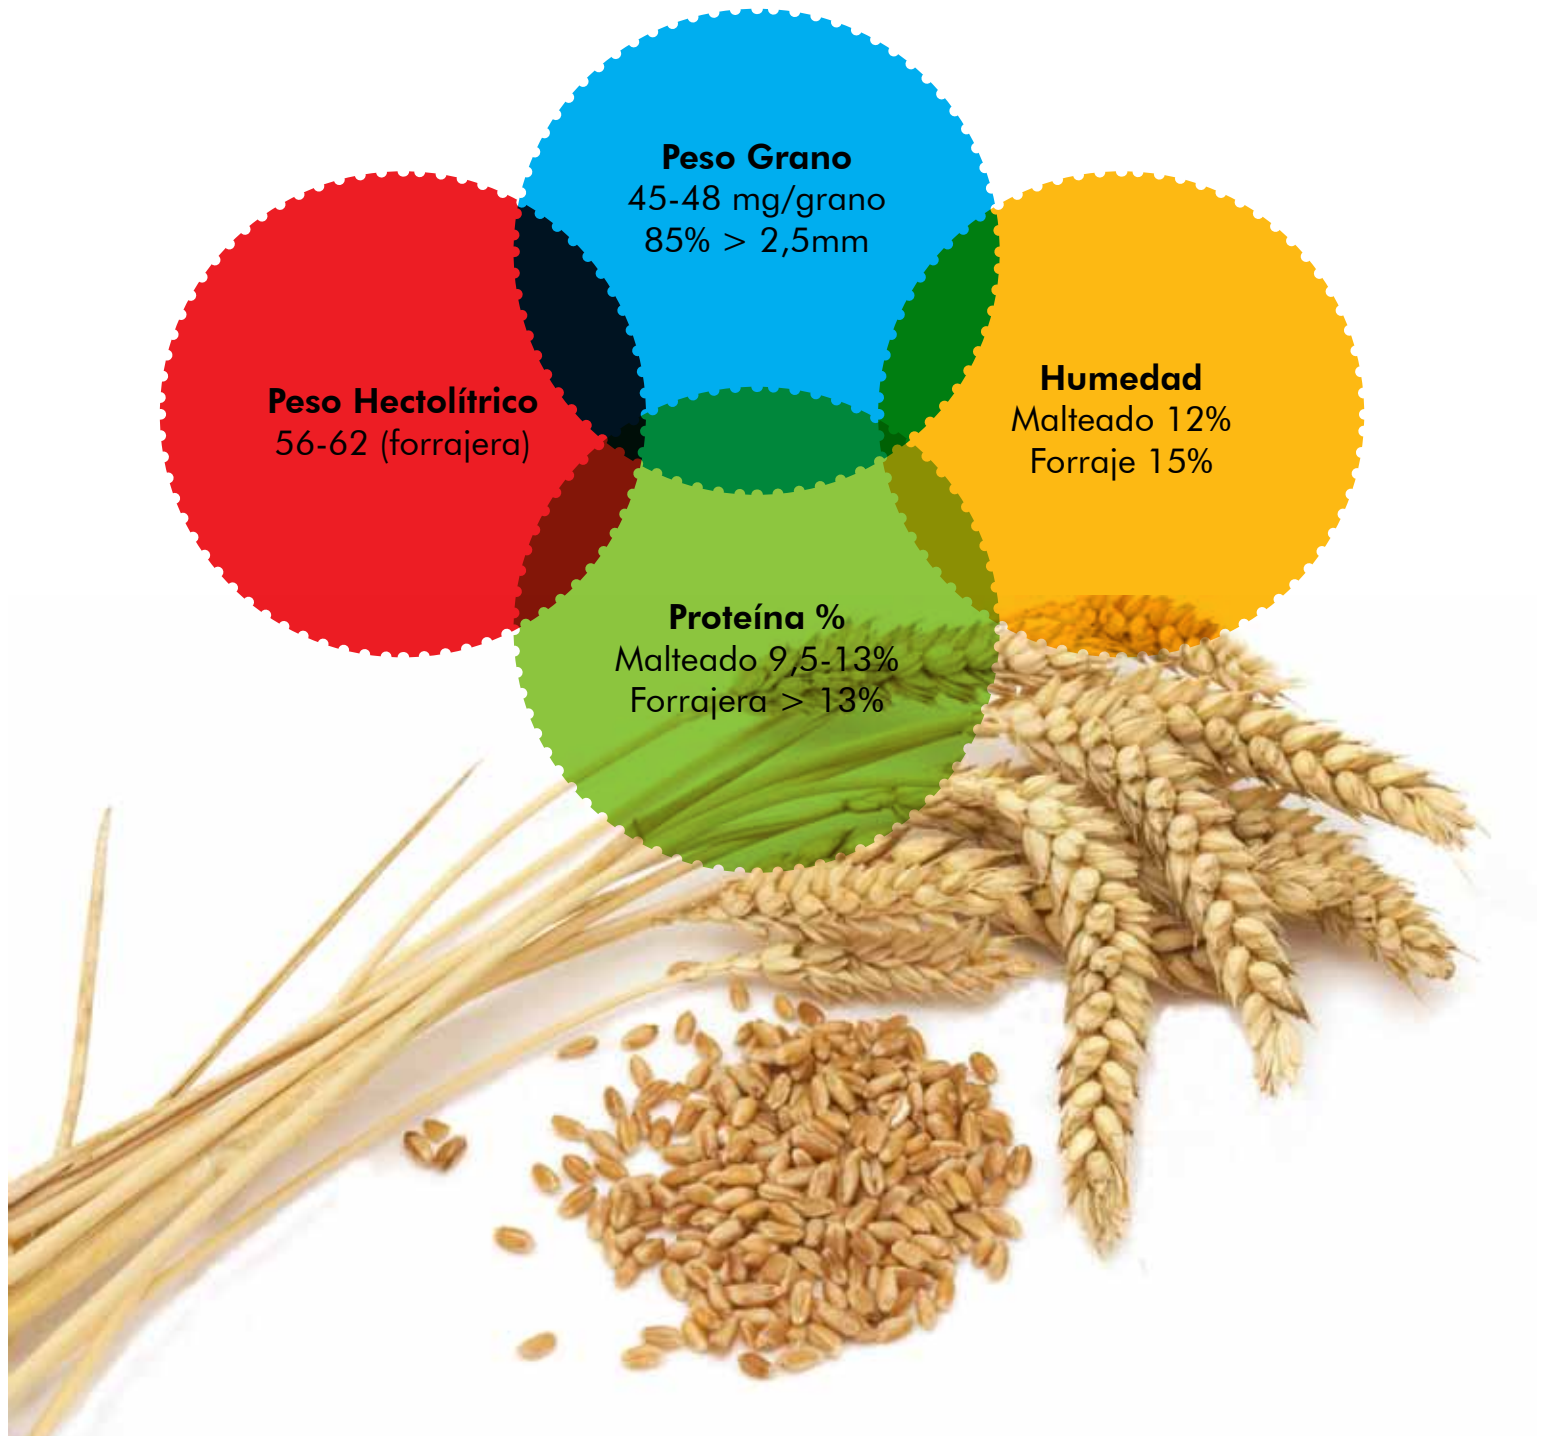 Peso Grano
45-48 mg/grano
85% > 2,5mm
Peso Hectolítrico
56-62 (forrajera)
Humedad
Malteado 12%
Forraje 15%
Proteína %
Malteado 9,5-13%
Forrajera > 13%